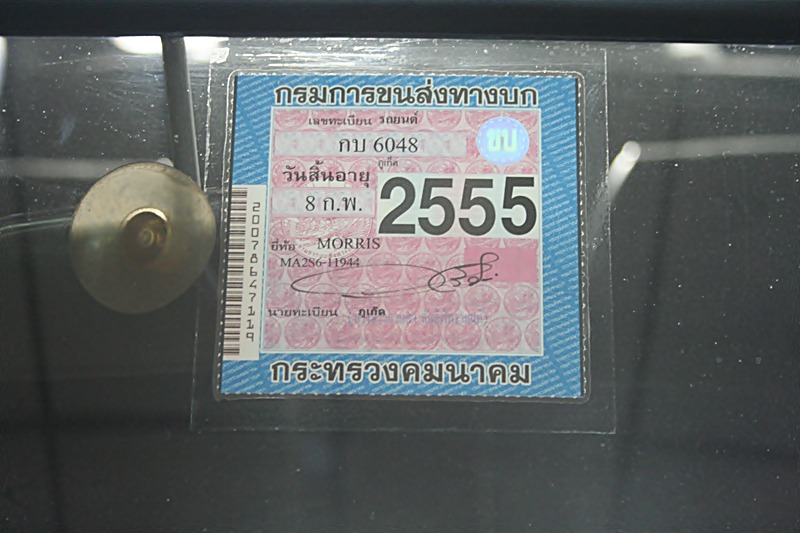 กรมการขนส่งทางบก
เลขทะเบียน รถยนต์
กบ 6048
ขบ
ภูเก็ต
วันสิ้นอายุ
8 ก.พ.
2555
ยี่ห้อ MORRIS
MA2S6-11944
นายทะเบียน ภูเก็ต
กระทรวงคมนาคม
200786471119